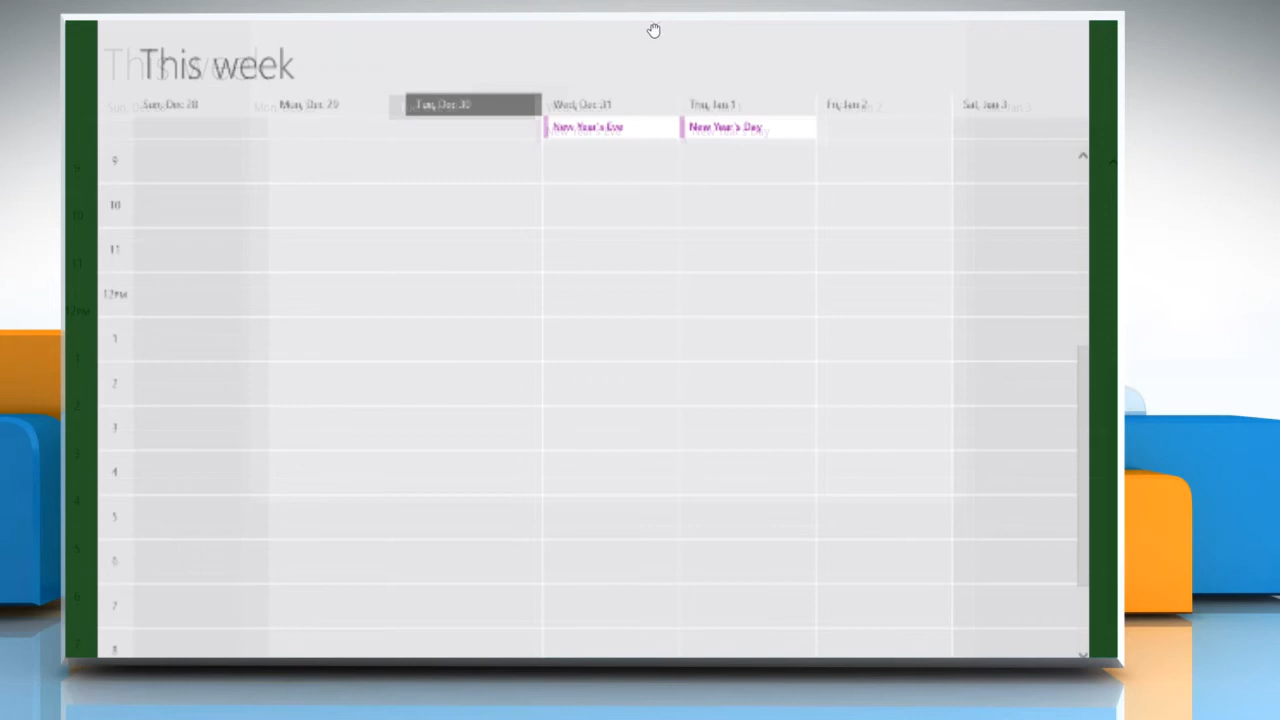 This week
Sun, Dec 28 Mon, Dec 29 Tue, Dec 30 Wed, Dec 31 Thu, Jan 1 Fri, Jan 2 Sat, Jan 3
New Year's Eve New Year's Day
9
10
11
12PM
1
2
3
4
5
6
7
8